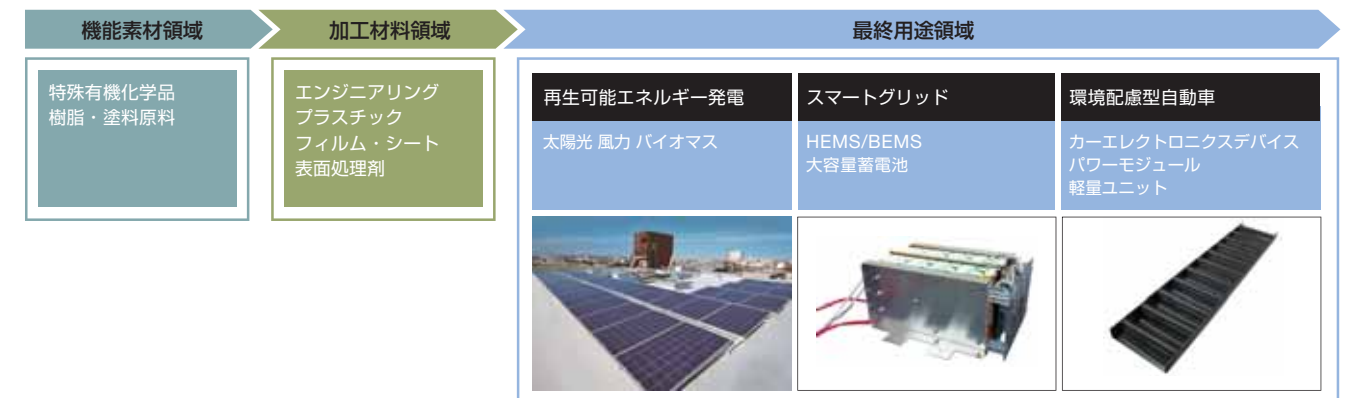 機能素材領域
加工材料領域
最終用途領域
特殊有機化学品
樹脂・塗料原料
エンジニアリング
プラスチック
フィルム・シート
表面処理剤
再生可能エネルギー発電
太陽光 風力 バイオマス
スマートグリッド
HEMS/BEMS
大容量蓄電池
環境配慮型自動車
カーエレクトロニクスデバイス
パワーモジュール
軽量ユニット